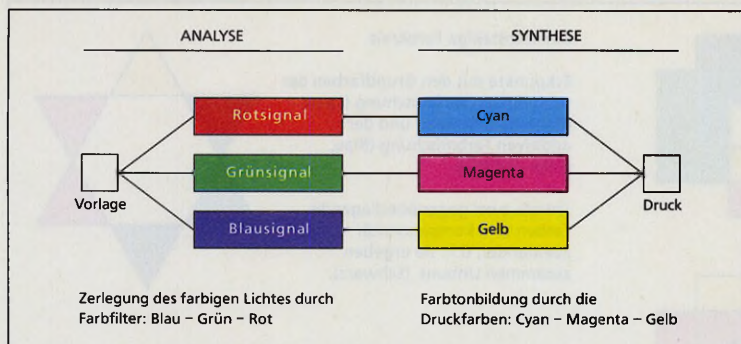 ANALYSE
SYNTHESE
Rotsignal
Cyan
Grünsignal
Magenta
Vorlage
Druck
Blausignal
Gelb
Zerlegung des farbigen Lichtes durch
Farbfilter: Blau – Grün – Rot
Farbtonbildung durch die
Druckfarben: Cyan – Magenta – Gelb